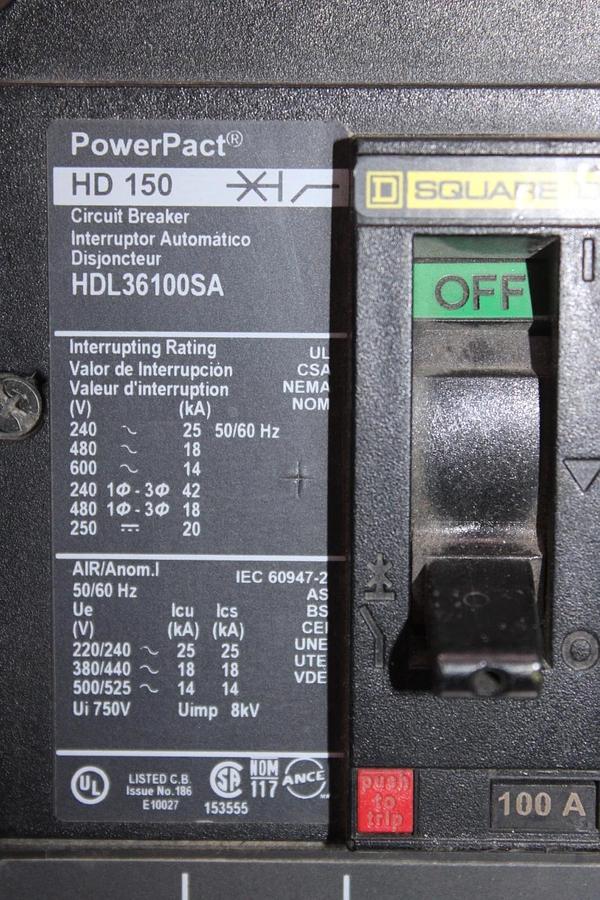 PowerPact®
HD 150
Circuit Breaker
Interruptor Automático
Disjoncteur
HDL36100SA
Interrupting Rating
Valor de Interrupción
Valeur d'interruption
UL
CSA
NEMA
NOM
(V) (kA)
240 ~ 25 50/60 Hz
480 ~ 18
600 ~ 14
240 1Φ - 3Φ 42
480 1Φ - 3Φ 18
250 ⎓ 20
AIR/Anom.I
50/60 Hz
IEC 60947-2
AS
BS
CEI
UNE
UTE
VDE
Ue Icu Ics
(V) (kA) (kA)
220/240 ~ 25 25
380/440 ~ 18 18
500/525 ~ 14 14
Ui 750V Uimp 8kV
UL
LISTED C.B.
Issue No.186
E10027
SA
153555
NOM
117
ANCE
D SQUARE D
OFF
I
O
push
to
trip
100 A